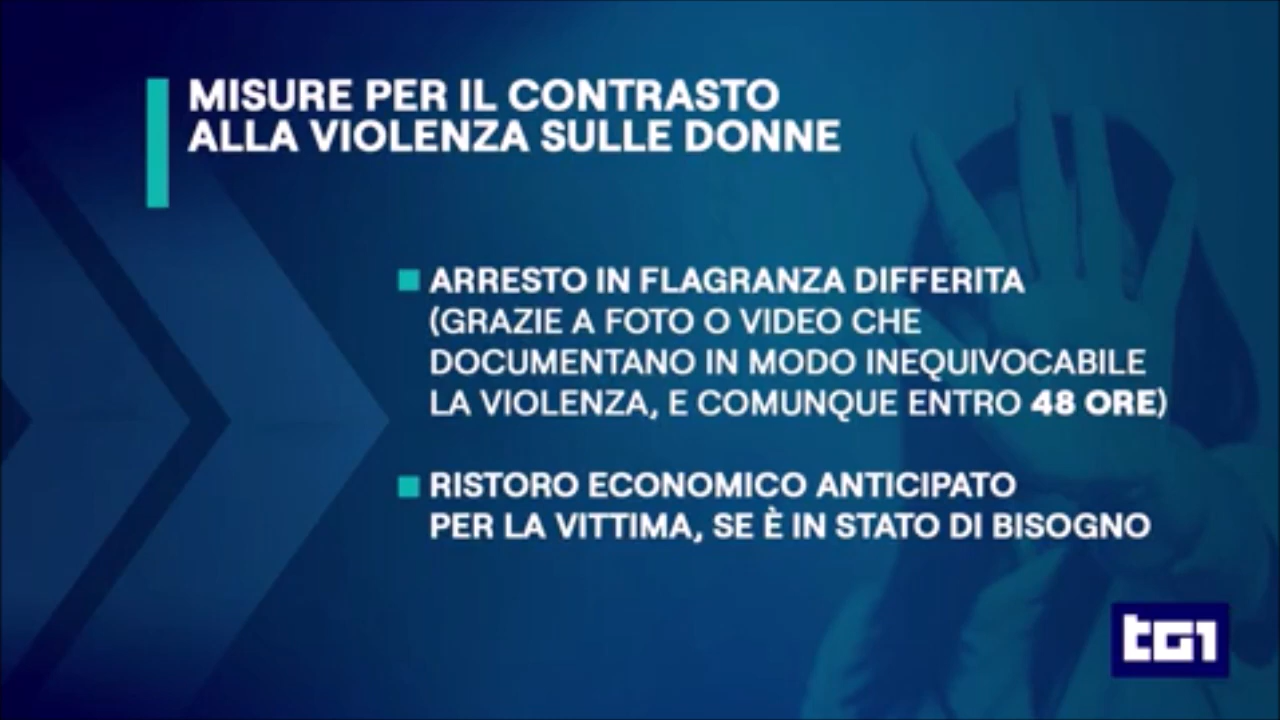 MISURE PER IL CONTRASTO
ALLA VIOLENZA SULLE DONNE
ARRESTO IN FLAGRANZA DIFFERITA
(GRAZIE A FOTO O VIDEO CHE
DOCUMENTANO IN MODO INEQUIVOCABILE
LA VIOLENZA, E COMUNQUE ENTRO 48 ORE)
RISTORO ECONOMICO ANTICIPATO
PER LA VITTIMA, SE È IN STATO DI BISOGNO
tG1